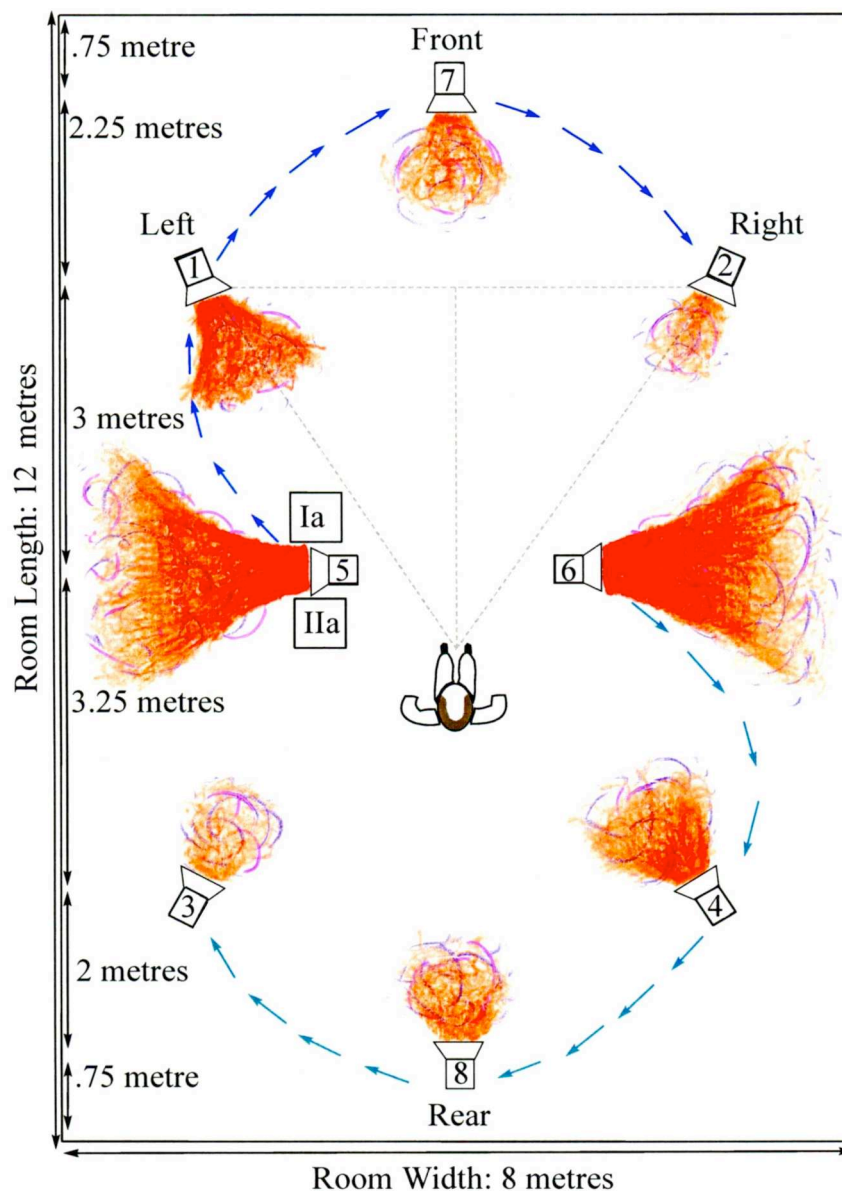 .75 metre
Front
7
2.25 metres
Left
Right
1
2
3 metres
Room Length: 12 metres
Ia
5
6
IIa
3.25 metres
3
4
2 metres
8
.75 metre
Rear
Room Width: 8 metres